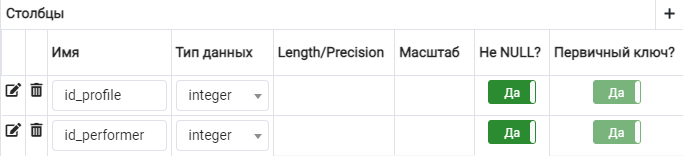 Столбцы +
Имя Тип данных Length/Precision Масштаб Не NULL? Первичный ключ?
id_profile integer Да Да
id_performer integer Да Да